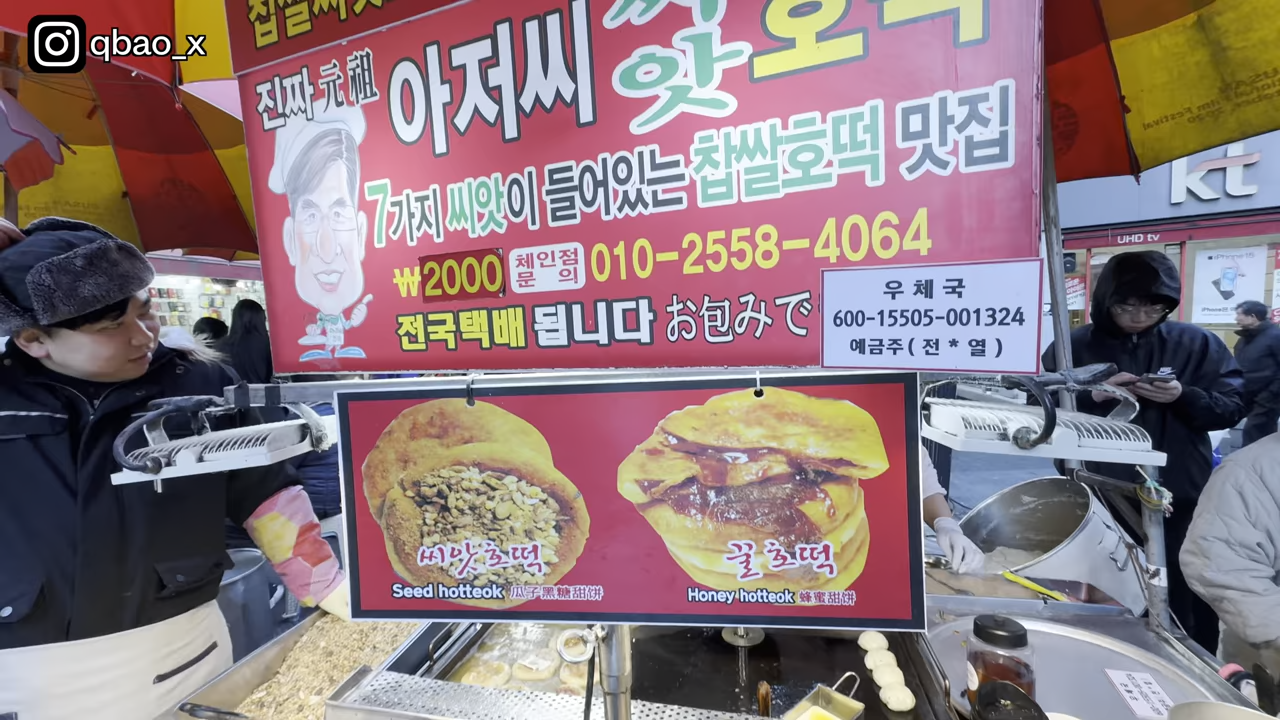 qbao_x
진짜 元祖 아저씨 씨앗호떡
7가지 씨앗이 들어있는 찹쌀호떡 맛집
₩2000 체인점문의 010-2558-4064
전국택배 됩니다 お包みで
우체국
600-15505-001324
예금주(전*열)
씨앗호떡
Seed hotteok 瓜子黑糖甜饼
꿀호떡
Honey hotteok 蜂蜜甜饼
kt
UHD tv